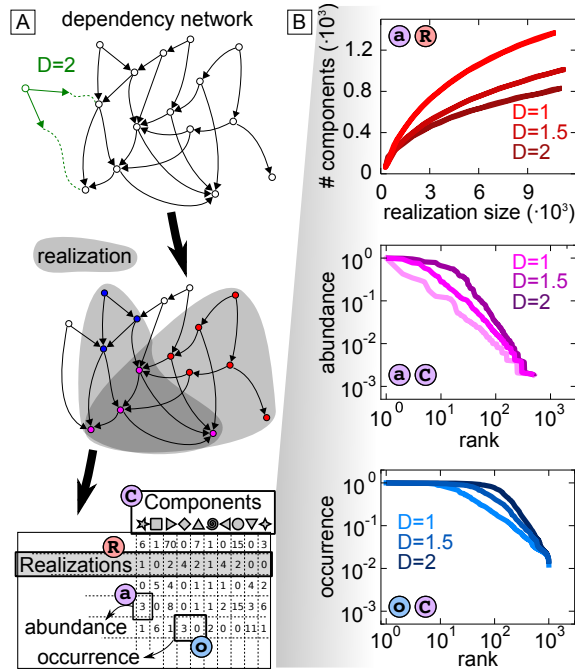 A
dependency network
D=2
realization
C
Components
R
6 1 70 0 7 1 0 15 0 3
Realizations 1 0 2 4 2 1 4 2 0 0
a
0 5 4 0 1 1 0 0 4 2
3 0 8 0 1 1 2 15 3 6
abundance 1 6 1 3 0 2 0 0 11 1
occurrence
o
B
a R
# components (·10³)
1.2
0.8
0.4
0
D=1
D=1.5
D=2
3 6 9
realization size (·10³)
abundance
10⁰
10⁻¹
10⁻²
10⁻³
D=1
D=1.5
D=2
a C
10⁰ 10¹ 10² 10³
rank
occurrence
10⁰
10⁻¹
10⁻²
10⁻³
D=1
D=1.5
D=2
o C
10⁰ 10¹ 10² 10³
rank